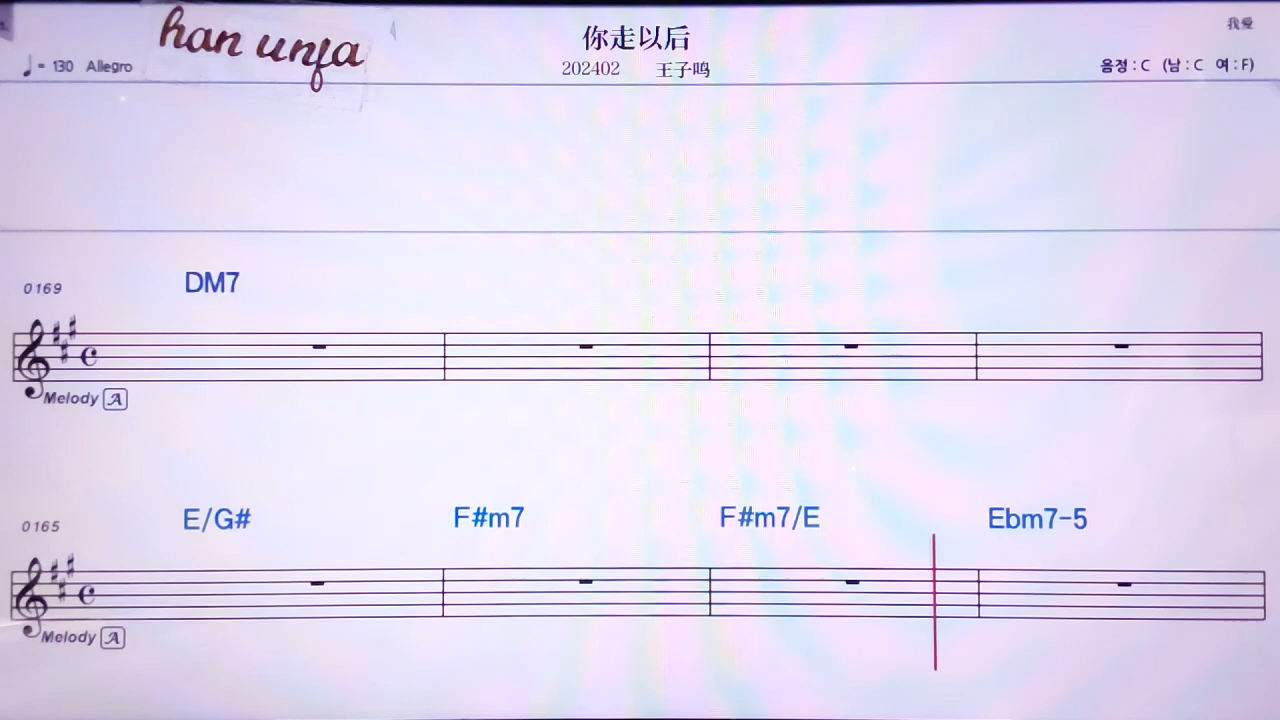 han unfa
你走以后
我爱
♩= 130 Allegro
202402 王子鸣
음정 : C (남 : C 여 : F)
0169 DM7
Melody A
0165 E/G# F#m7 F#m7/E Ebm7-5
Melody A